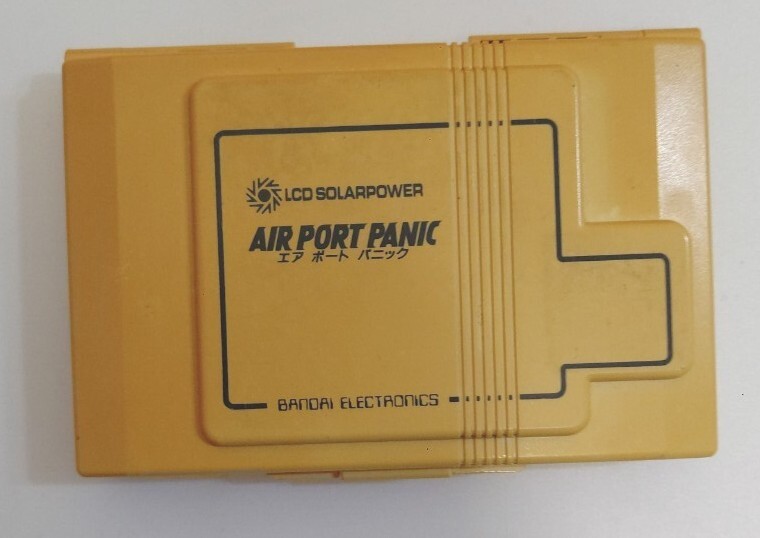 LCD SOLARPOWER
AIR PORT PANIC
エア ポート パニック
BANDAI ELECTRONICS